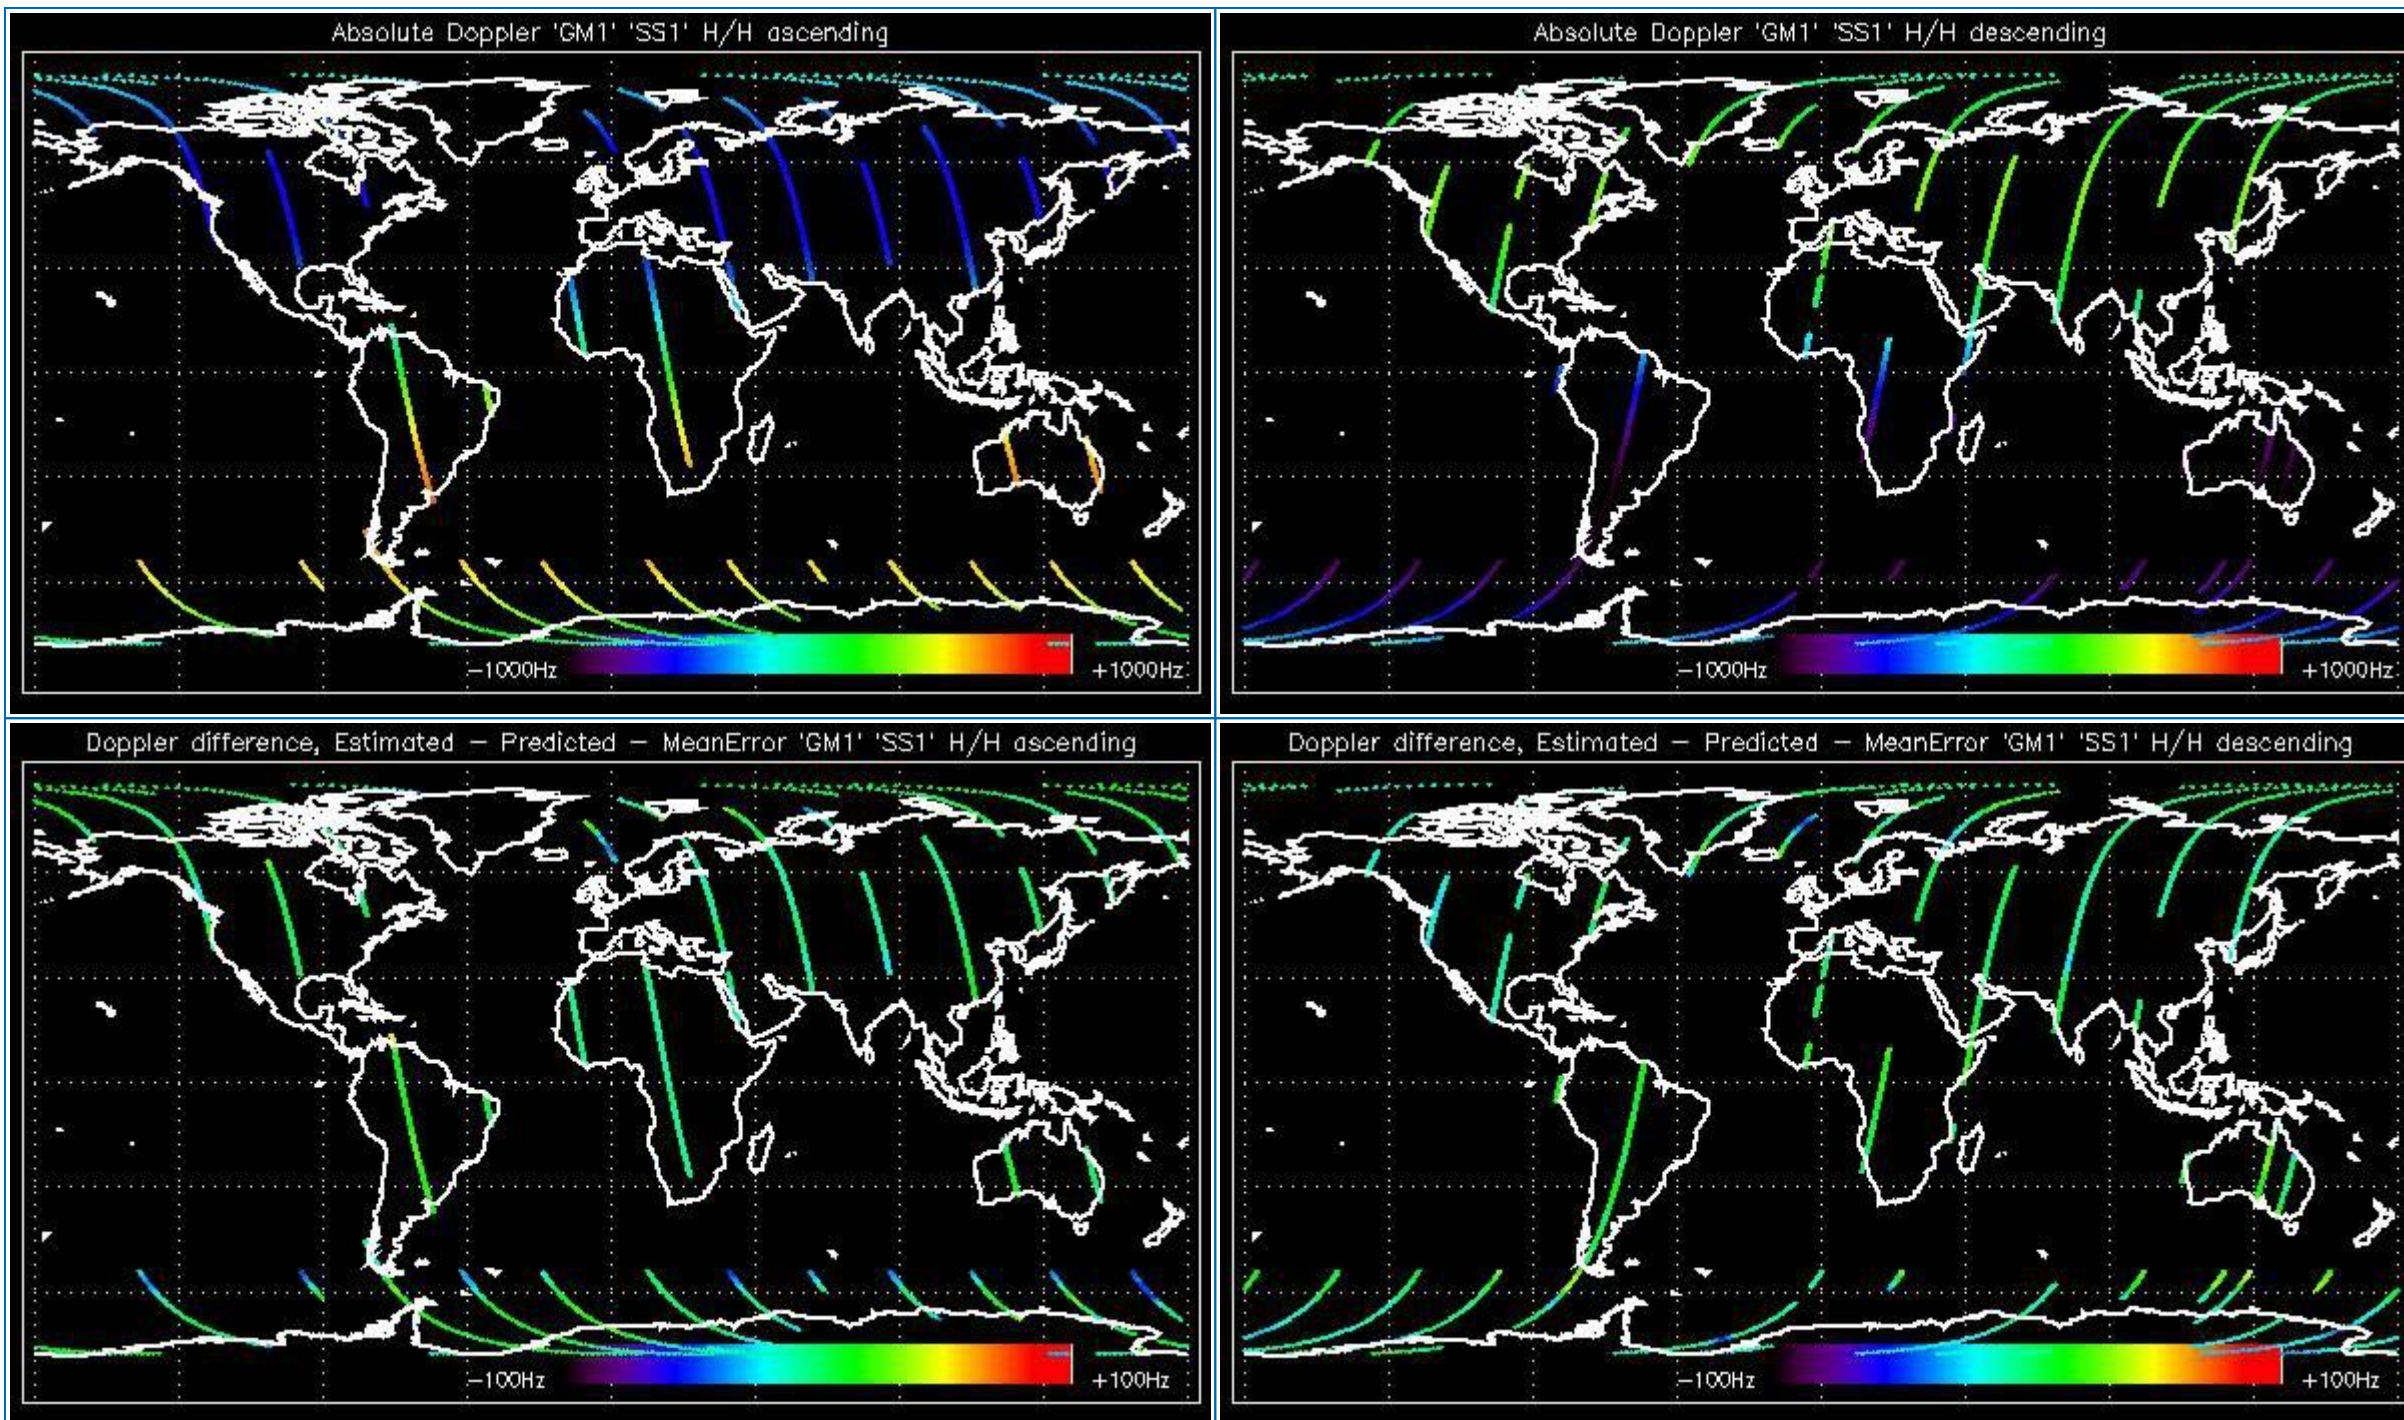 Absolute Doppler 'GM1' 'SS1' H/H ascending
−1000Hz
+1000Hz
Absolute Doppler 'GM1' 'SS1' H/H descending
−1000Hz
+1000Hz
Doppler difference, Estimated − Predicted − MeanError 'GM1' 'SS1' H/H ascending
−100Hz
+100Hz
Doppler difference, Estimated − Predicted − MeanError 'GM1' 'SS1' H/H descending
−100Hz
+100Hz